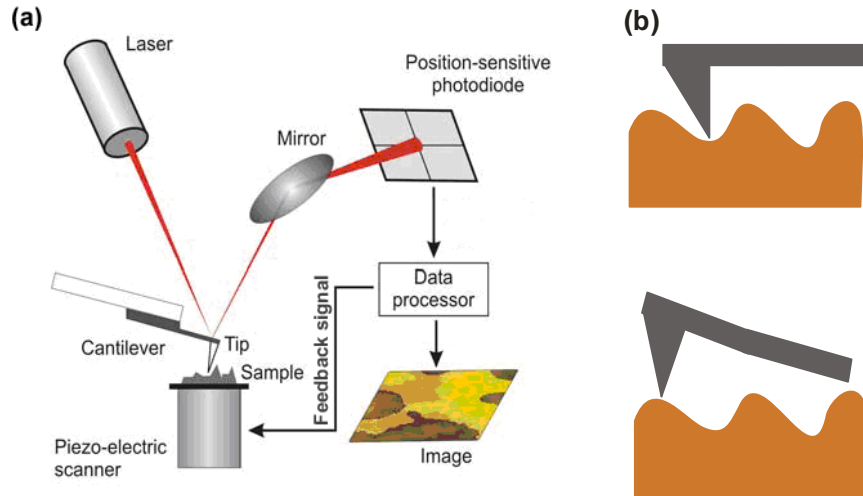 (a)
Laser
Position-sensitive
photodiode
Mirror
Data
processor
Feedback signal
Cantilever
Tip
Sample
Piezo-electric
scanner
Image
(b)